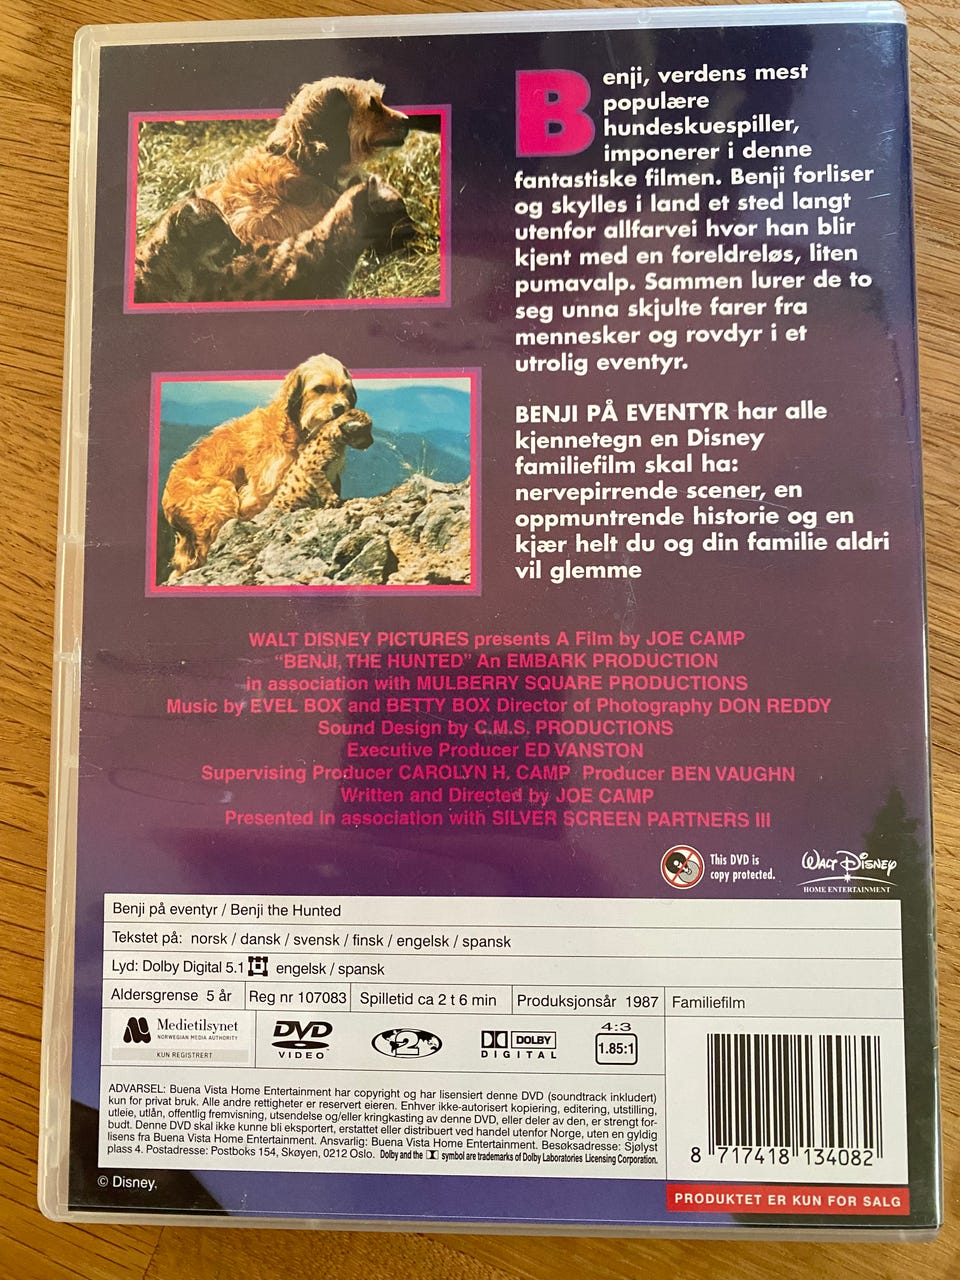 Benji, verdens mest
populære
hundeskuespiller,
imponerer i denne
fantastiske filmen. Benji forliser
og skylles i land et sted langt
utenfor allfarvei hvor han blir
kjent med en foreldreløs, liten
pumavalp. Sammen lurer de to
seg unna skjulte farer fra
mennesker og rovdyr i et
utrolig eventyr.
BENJI PÅ EVENTYR har alle
kjennetegn en Disney
familiefilm skal ha:
nervepirrende scener, en
oppmuntrende historie og en
kjær helt du og din familie aldri
vil glemme
WALT DISNEY PICTURES presents A Film by JOE CAMP
"BENJI, THE HUNTED" An EMBARK PRODUCTION
in association with MULBERRY SQUARE PRODUCTIONS
Music by EVEL BOX and BETTY BOX Director of Photography DON REDDY
Sound Design by C.M.S. PRODUCTIONS
Executive Producer ED VANSTON
Supervising Producer CAROLYN H. CAMP Producer BEN VAUGHN
Written and Directed by JOE CAMP
Presented in association with SILVER SCREEN PARTNERS III
This DVD is
copy protected.
WALT DISNEY
HOME ENTERTAINMENT
Benji på eventyr / Benji the Hunted
Tekstet på: norsk / dansk / svensk / finsk / engelsk / spansk
Lyd: Dolby Digital 5.1 engelsk / spansk
Aldersgrense 5 år Reg nr 107083 Spilletid ca 2 t 6 min Produksjonsår 1987 Familiefilm
Medietilsynet
NORWEGIAN MEDIA AUTHORITY
KUN REGISTRERT
DVD
VIDEO
2
DOLBY
DIGITAL
4:3
1.85:1
ADVARSEL: Buena Vista Home Entertainment har copyright og har lisensiert denne DVD (soundtrack inkludert)
kun for privat bruk. Alle andre rettigheter er reservert eieren. Enhver ikke-autorisert kopiering, editering, utstilling,
utleie, utlån, offentlig fremvisning, utsendelse og/eller kringkasting av denne DVD, eller deler av den, er strengt for-
budt. Denne DVD skal ikke kunne bli eksportert, erstattet eller distribuert ved handel utenfor Norge, uten en gyldig
lisens fra Buena Vista Home Entertainment. Ansvarlig: Buena Vista Home Entertainment. Besøksadresse: Sjølyst
plass 4. Postadresse: Postboks 154, Skøyen, 0212 Oslo. Dolby and the symbol are trademarks of Dolby Laboratories Licensing Corporation.
8 717418 134082
© Disney.
PRODUKTET ER KUN FOR SALG